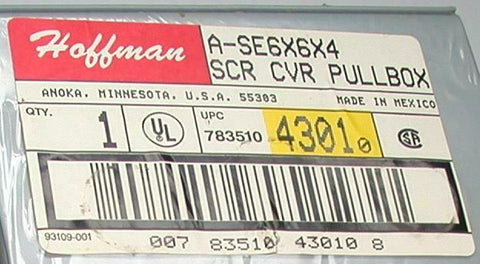 Hoffman
A-SE6X6X4
SCR CVR PULLBOX
ANOKA, MINNESOTA, U.S.A. 55303 MADE IN MEXICO
QTY. 1 UL UPC 783510 43010 SA
93109-001 007 83510 43010 8